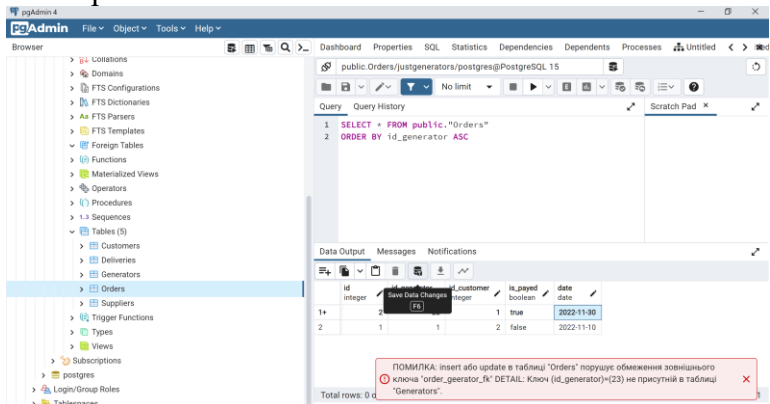 pgAdmin 4
pgAdmin File Object Tools Help
Browser
Dashboard Properties SQL Statistics Dependencies Dependents Processes Untitled
public.Orders/justgenerators/postgres@PostgreSQL 15
No limit
Query Query History
Scratch Pad
1 SELECT * FROM public."Orders"
2 ORDER BY id_generator ASC
Collations
Domains
FTS Configurations
FTS Dictionaries
FTS Parsers
FTS Templates
Foreign Tables
Functions
Materialized Views
Operators
Procedures
1..3 Sequences
Tables (5)
Customers
Deliveries
Generators
Orders
Suppliers
Trigger Functions
Types
Views
Subscriptions
postgres
Login/Group Roles
Tablespaces
Data Output Messages Notifications
Save Data Changes
F6
id integer
id_customer integer
is_payed boolean
date date
1+ 2 1 true 2022-11-30
2 1 1 2 false 2022-11-10
ПОМИЛКА: insert або update в таблиці "Orders" порушує обмеження зовнішнього
ключа "order_geerator_fk" DETAIL: Ключ (id_generator)=(23) не присутній в таблиці
"Generators".
Total rows: 0